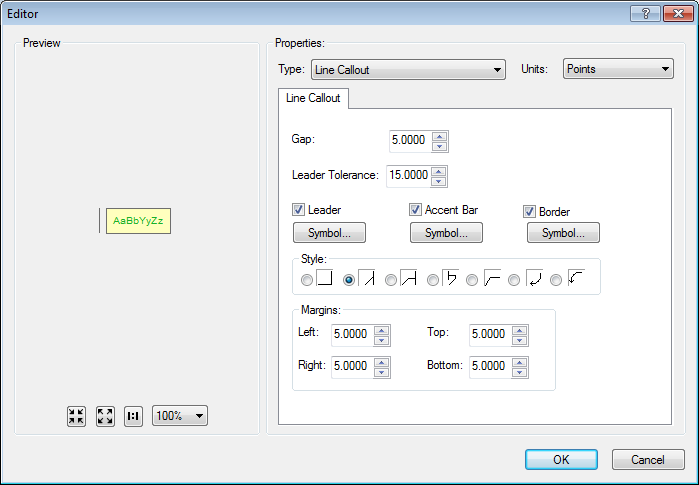 Editor
Preview
Properties:
Type: Line Callout Units: Points
Line Callout
Gap: 5.0000
Leader Tolerance: 15.0000
AaBbYyZz
Leader Accent Bar Border
Symbol... Symbol... Symbol...
Style:
Margins:
Left: 5.0000 Top: 5.0000
Right: 5.0000 Bottom: 5.0000
1:1 100%
OK Cancel